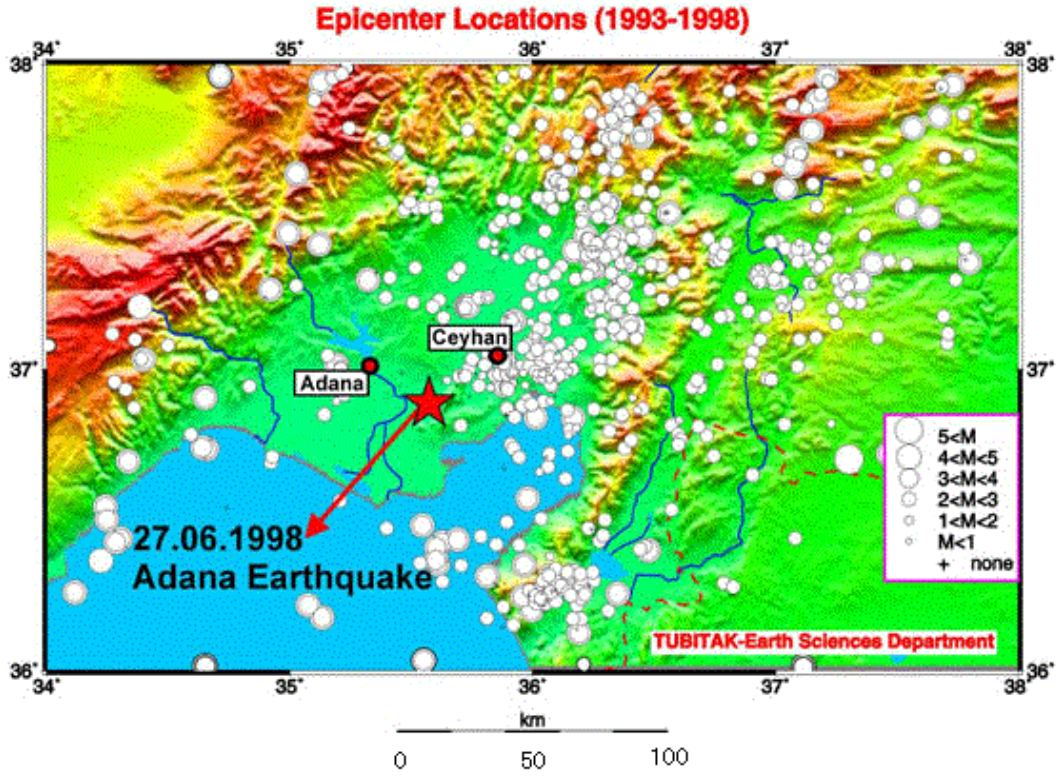 Epicenter Locations (1993-1998)
34° 35° 36° 37° 38°
38° 38°
Ceyhan
37° 37°
Adana
5<M
4<M<5
3<M<4
2<M<3
1<M<2
M<1
+ none
27.06.1998
Adana Earthquake
TUBITAK-Earth Sciences Department
36° 36°
34° 35° 36° 37° 38°
km
0 50 100